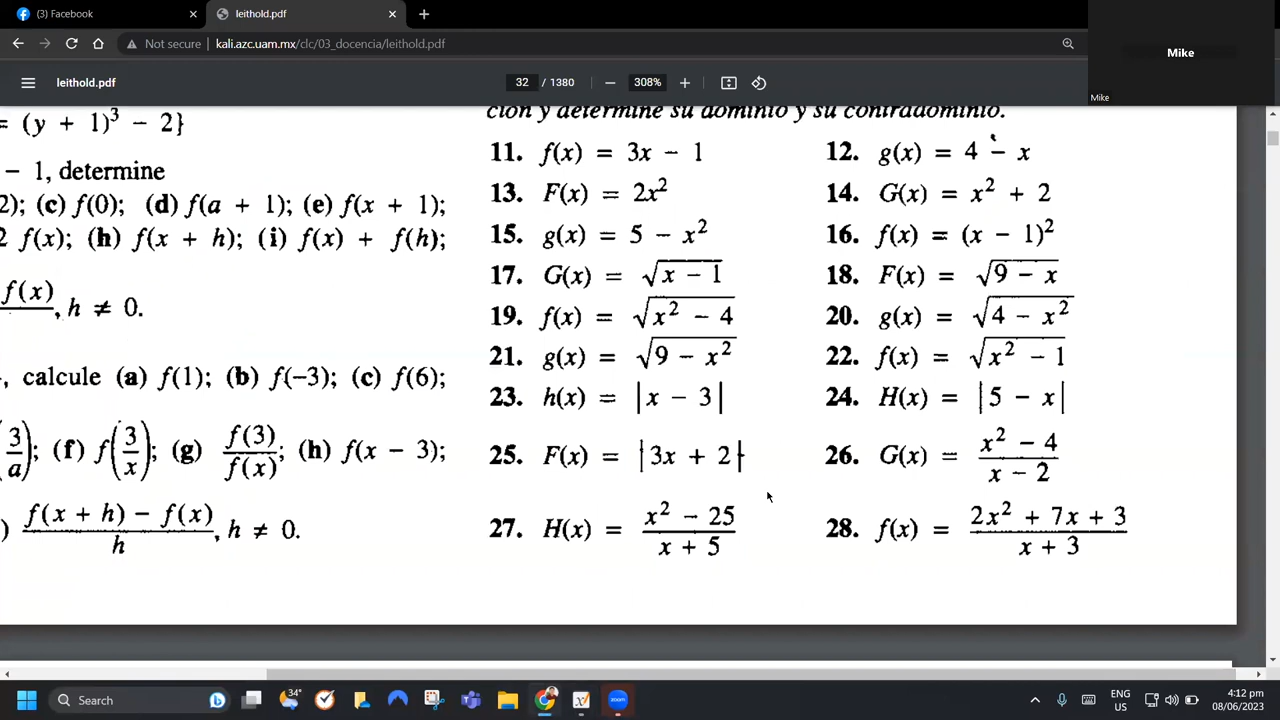 (3) Facebook
leithold.pdf
Not secure
kali.azc.uam.mx/clc/03_docencia/leithold.pdf
Mike
Mike
leithold.pdf
32 / 1380
308%
= (y + 1)³ − 2}
− 1, determine
2); (c) f(0); (d) f(a + 1); (e) f(x + 1);
2 f(x); (h) f(x + h); (i) f(x) + f(h);
f(x)
, h ≠ 0.
, calcule (a) f(1); (b) f(−3); (c) f(6);
(3/a); (f) f(3/x); (g) f(3)/f(x); (h) f(x − 3);
) (f(x + h) − f(x))/h, h ≠ 0.
ción y determine su dominio y su contradominio.
11. f(x) = 3x − 1 12. g(x) = 4 − x
13. F(x) = 2x² 14. G(x) = x² + 2
15. g(x) = 5 − x² 16. f(x) = (x − 1)²
17. G(x) = √(x − 1) 18. F(x) = √(9 − x)
19. f(x) = √(x² − 4) 20. g(x) = √(4 − x²)
21. g(x) = √(9 − x²) 22. f(x) = √(x² − 1)
23. h(x) = |x − 3| 24. H(x) = |5 − x|
25. F(x) = |3x + 2| 26. G(x) = (x² − 4)/(x − 2)
27. H(x) = (x² − 25)/(x + 5) 28. f(x) = (2x² + 7x + 3)/(x + 3)
Search
34°
zoom
ENG
US
4:12 pm
08/06/2023